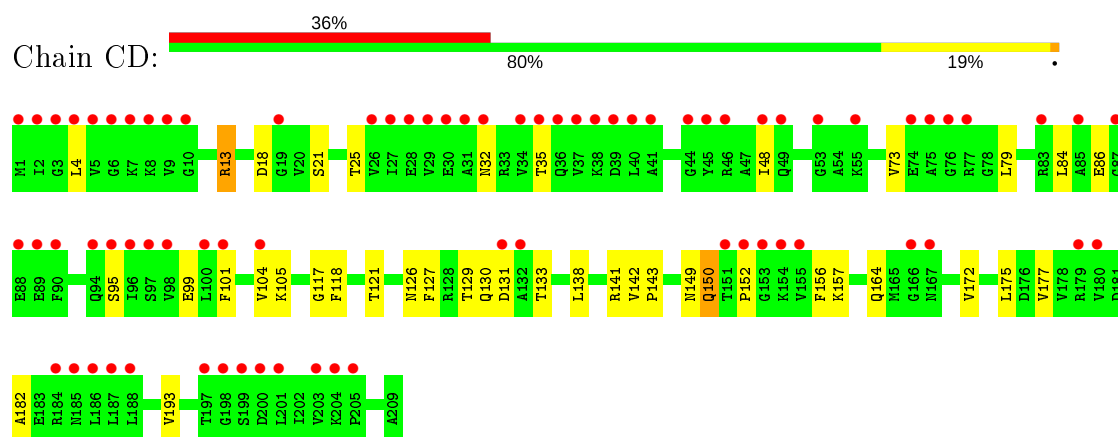 36%
Chain CD:
80% 19% •
M1 I2 G3 L4 V5 G6 K7 K8 V9 G10 R13 D18 G19 V20 S21 T25 V26 I27 E28 V29 E30 A31 N32 R33 V34 T35 Q36 V37 K38 D39 L40 A41 G44 Y45 R46 A47 I48 Q49 G53 A54 K55 V73 E74 A75 G76 R77 G78 L79 R83 L84 A85 E86 G87
E88 E89 F90 Q94 S95 I96 S97 V98 E99 L100 F101 V104 K105 G117 F118 T121 N126 F127 R128 T129 Q130 D131 A132 T133 L138 R141 V142 P143 N149 Q150 T151 P152 G153 K154 V155 F156 K157 Q164 M165 G166 N167 V172 L175 D176 V177 V178 R179 V180 D181
A182 E183 R184 N185 L186 L187 L188 V193 T197 G198 S199 D200 L201 I202 V203 K204 P205 A209